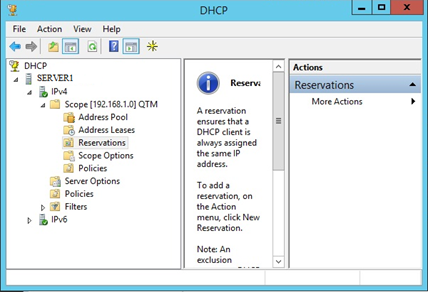 DHCP
File Action View Help
DHCP
SERVER1
IPv4
Scope [192.168.1.0] QTM
Address Pool
Address Leases
Reservations
Scope Options
Policies
Server Options
Policies
Filters
IPv6
Reserva
A reservation
ensures that a
DHCP client is
always assigned
the same IP
address.
To add a
reservation, on
the Action
menu, click New
Reservation.
Note: An
exclusion
Actions
Reservations
More Actions